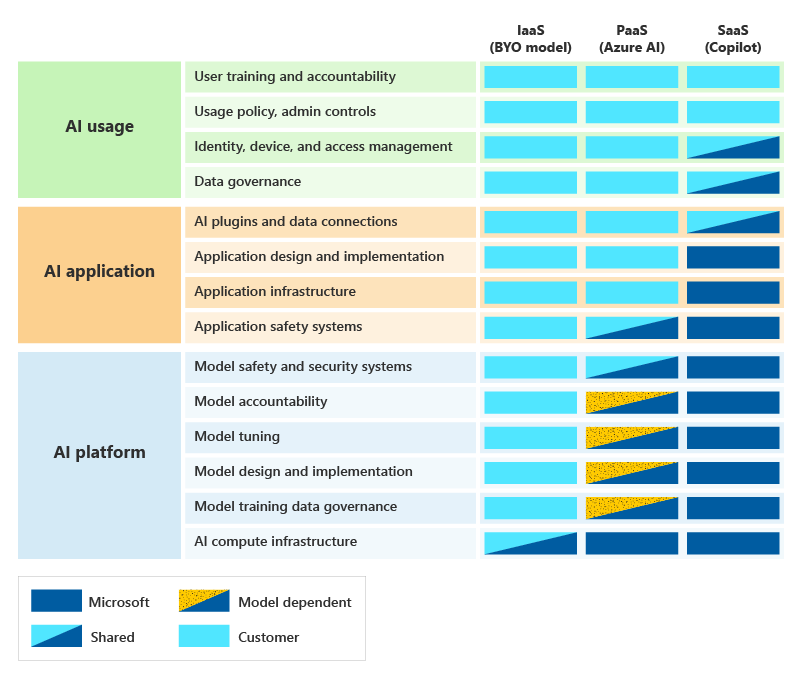 IaaS
(BYO model)
PaaS
(Azure AI)
SaaS
(Copilot)
AI usage
User training and accountability
Usage policy, admin controls
Identity, device, and access management
Data governance
AI application
AI plugins and data connections
Application design and implementation
Application infrastructure
Application safety systems
AI platform
Model safety and security systems
Model accountability
Model tuning
Model design and implementation
Model training data governance
AI compute infrastructure
Microsoft
Model dependent
Shared
Customer